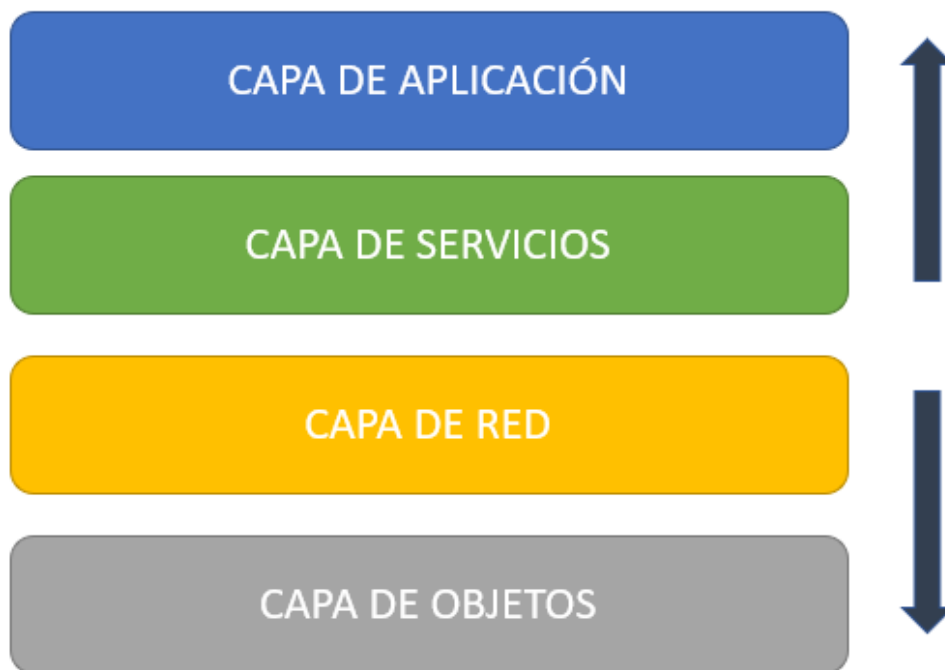 CAPA DE APLICACIÓN
CAPA DE SERVICIOS
CAPA DE RED
CAPA DE OBJETOS